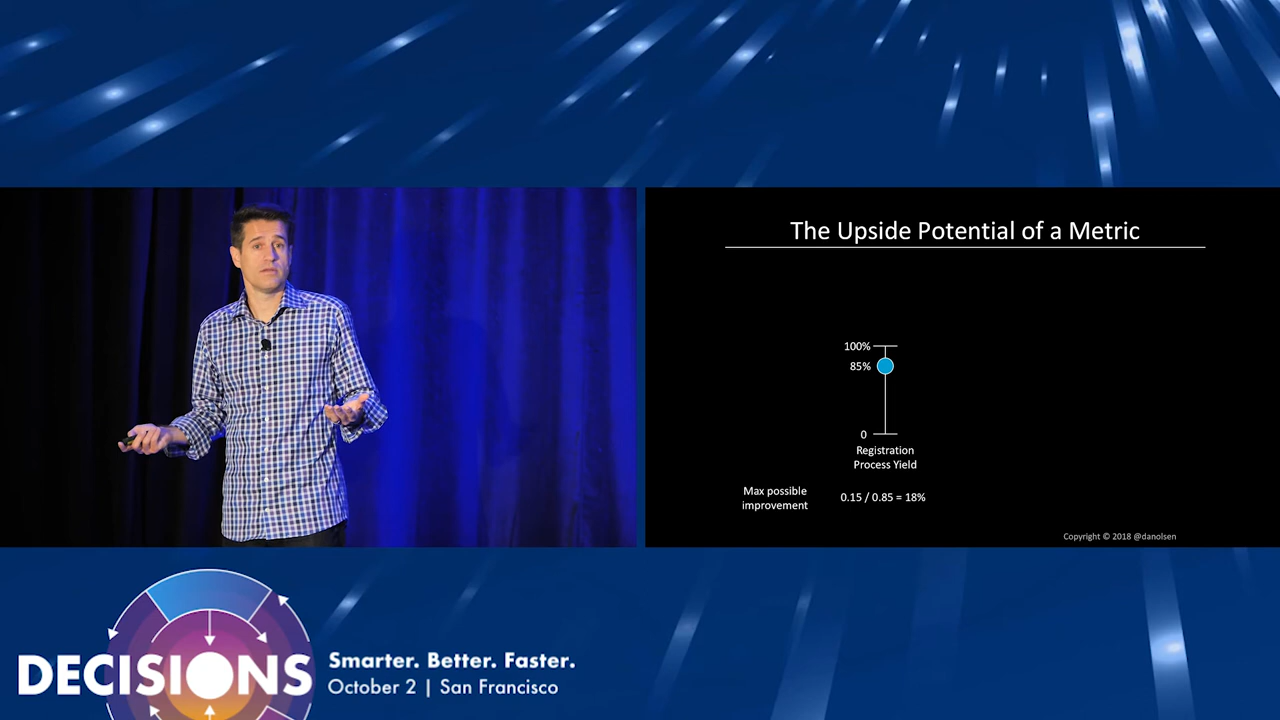 The Upside Potential of a Metric
100%
85%
0
Registration
Process Yield
Max possible
improvement
0.15 / 0.85 = 18%
Copyright © 2018 @danolsen
DECISIONS
Smarter. Better. Faster.
October 2 | San Francisco